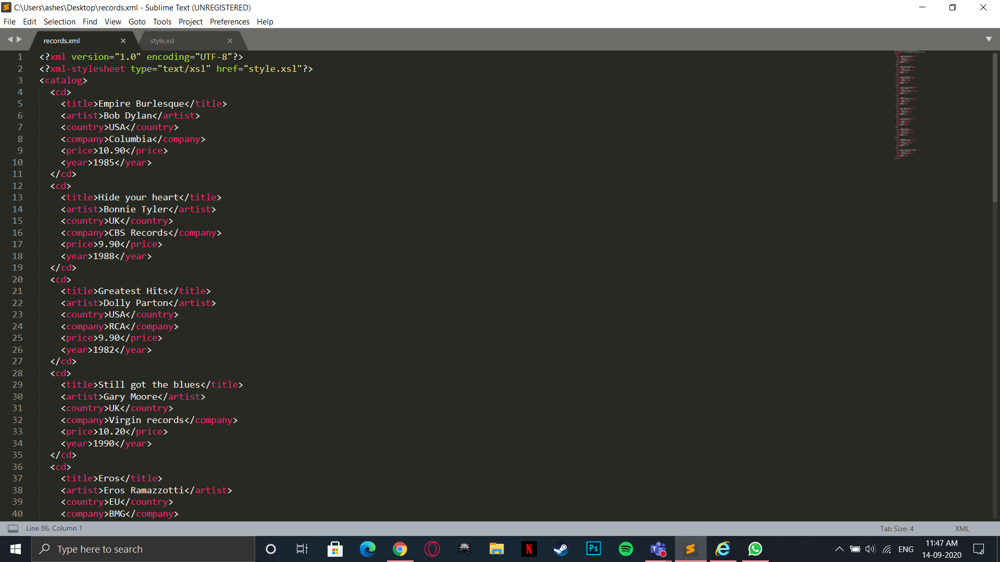 C:\Users\ashes\Desktop\records.xml - Sublime Text (UNREGISTERED)
File Edit Selection Find View Goto Tools Project Preferences Help
records.xml style.xsl
1 <?xml version="1.0" encoding="UTF-8"?>
2 <?xml-stylesheet type="text/xsl" href="style.xsl"?>
3 <catalog>
4 <cd>
5 <title>Empire Burlesque</title>
6 <artist>Bob Dylan</artist>
7 <country>USA</country>
8 <company>Columbia</company>
9 <price>10.90</price>
10 <year>1985</year>
11 </cd>
12 <cd>
13 <title>Hide your heart</title>
14 <artist>Bonnie Tyler</artist>
15 <country>UK</country>
16 <company>CBS Records</company>
17 <price>9.90</price>
18 <year>1988</year>
19 </cd>
20 <cd>
21 <title>Greatest Hits</title>
22 <artist>Dolly Parton</artist>
23 <country>USA</country>
24 <company>RCA</company>
25 <price>9.90</price>
26 <year>1982</year>
27 </cd>
28 <cd>
29 <title>Still got the blues</title>
30 <artist>Gary Moore</artist>
31 <country>UK</country>
32 <company>Virgin records</company>
33 <price>10.20</price>
34 <year>1990</year>
35 </cd>
36 <cd>
37 <title>Eros</title>
38 <artist>Eros Ramazzotti</artist>
39 <country>EU</country>
40 <company>BMG</company>
Line 86, Column 1 Tab Size: 4 XML
Type here to search N Ps T ENG 11:47 AM
14-09-2020